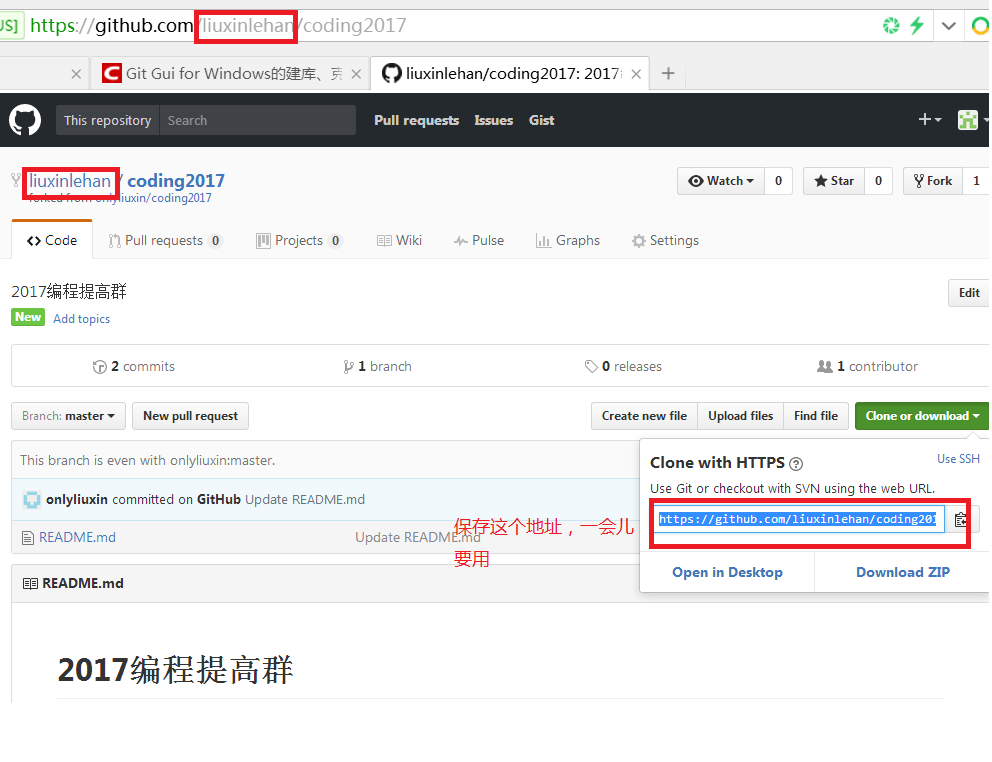 US] https://github.com/liuxinlehan/coding2017
Git Gui for Windows的建库、克 liuxinlehan/coding2017: 2017
This repository Search Pull requests Issues Gist
liuxinlehan / coding2017 Watch 0 Star 0 Fork 1
forked from onlyliuxin/coding2017
Code Pull requests 0 Projects 0 Wiki Pulse Graphs Settings
2017编程提高群 Edit
New Add topics
2 commits 1 branch 0 releases 1 contributor
Branch: master New pull request Create new file Upload files Find file Clone or download
This branch is even with onlyliuxin:master.
Clone with HTTPS Use SSH
Use Git or checkout with SVN using the web URL.
onlyliuxin committed on GitHub Update README.md
https://github.com/liuxinlehan/coding201
保存这个地址，一会儿
要用
README.md Update README.md
Open in Desktop Download ZIP
README.md
2017编程提高群